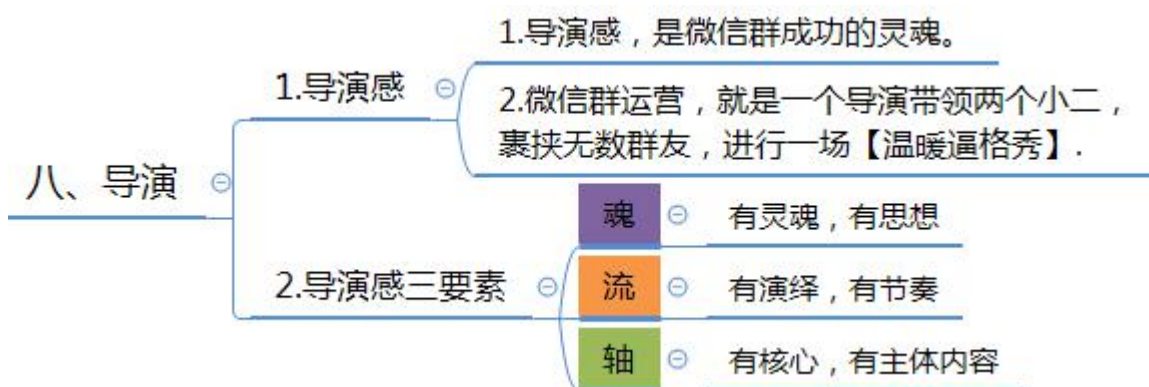 八、导演
1.导演感
1.导演感，是微信群成功的灵魂。
2.微信群运营，就是一个导演带领两个小二，
裹挟无数群友，进行一场【温暖逼格秀】.
2.导演感三要素
魂
有灵魂，有思想
流
有演绎，有节奏
轴
有核心，有主体内容